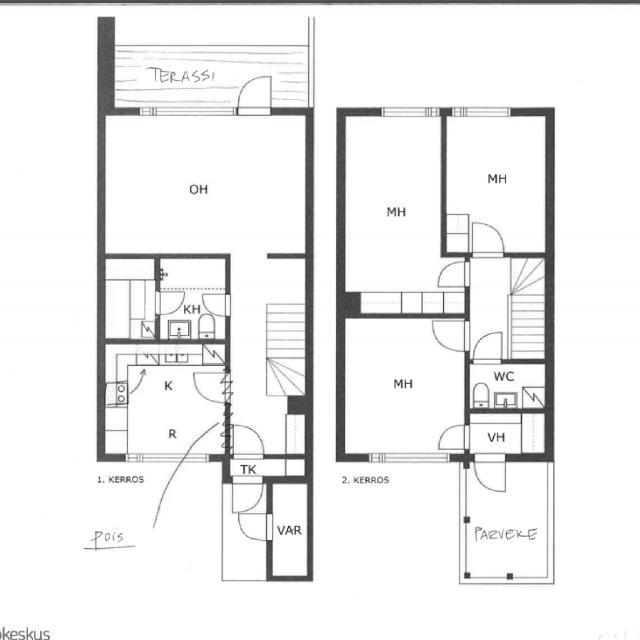 TERASSI
OH
MH
MH
KH
K
R
MH
WC
VH
TK
1. KERROS
2. KERROS
VAR
POIS
PARVEKE
okeskus